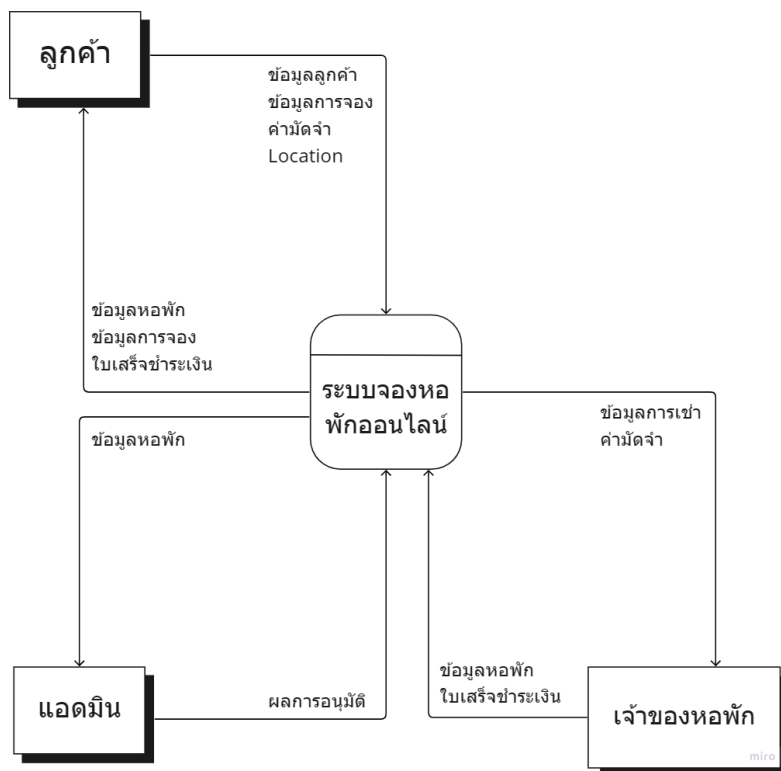 ลูกค้า
ข้อมูลลูกค้า
ข้อมูลการจอง
ค่ามัดจำ
Location
ข้อมูลหอพัก
ข้อมูลการจอง
ใบเสร็จชำระเงิน
ระบบจองหอ
พักออนไลน์
ข้อมูลการเช่า
ค่ามัดจำ
ข้อมูลหอพัก
แอดมิน
ผลการอนุมัติ
ข้อมูลหอพัก
ใบเสร็จชำระเงิน
เจ้าของหอพัก
miro